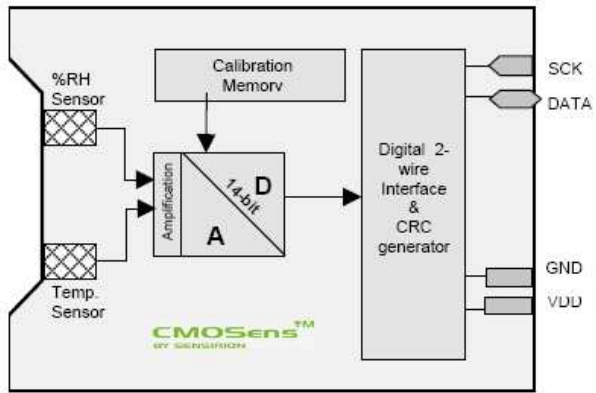 %RH
Sensor
Calibration
Memory
SCK
DATA
Amplification
14-bit
D
A
Digital 2-
wire
Interface
&
CRC
generator
Temp.
Sensor
GND
VDD
CMOSens™
BY SENSIRION